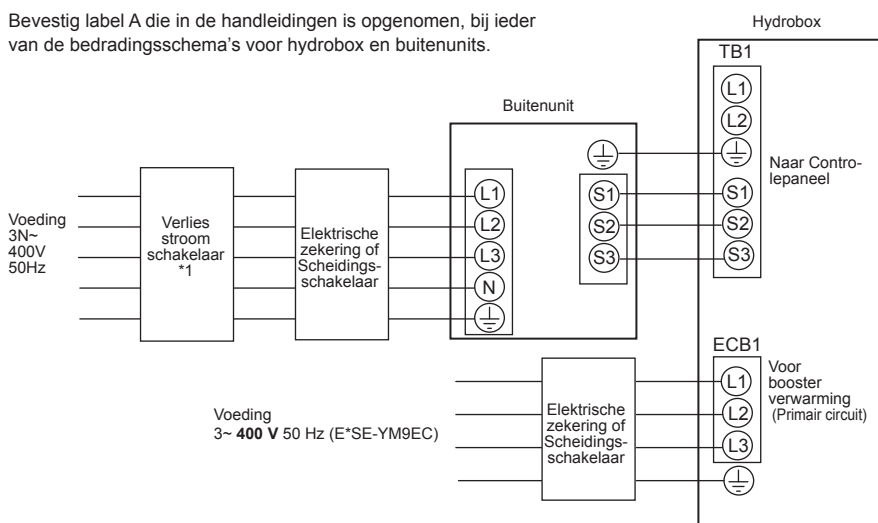 Bevestig label A die in de handleidingen is opgenomen, bij ieder
van de bedradingsschema's voor hydrobox en buitenunits.
Hydrobox
TB1
L1
L2
Buitenunit
Naar Contro-
lepaneel
S1
S2
S3
Voeding
3N~
400V
50Hz
Verlies
stroom
schakelaar
*1
Elektrische
zekering of
Scheidings-
schakelaar
L1
L2
L3
N
S1
S2
S3
ECB1
L1
L2
L3
Voor
booster
verwarming
(Primair circuit)
Voeding
3~ 400 V 50 Hz (E*SE-YM9EC)
Elektrische
zekering of
Scheidings-
schakelaar